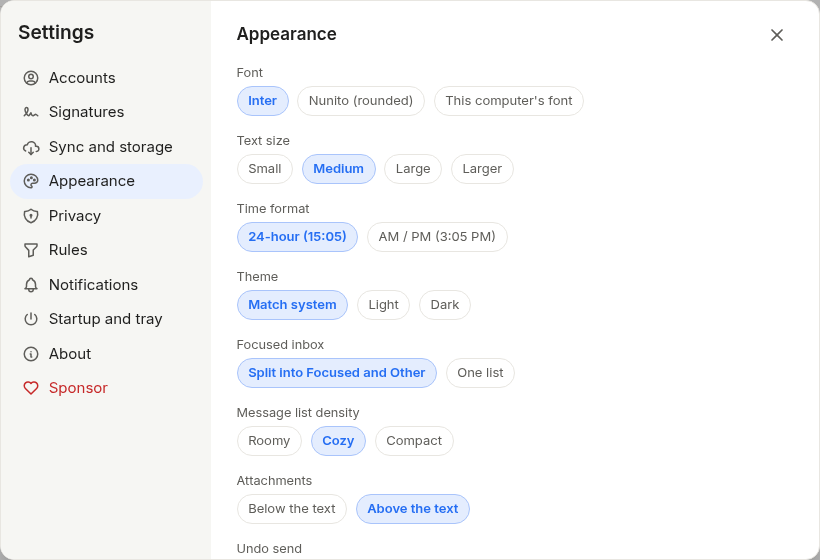 Settings
Accounts
Signatures
Sync and storage
Appearance
Privacy
Rules
Notifications
Startup and tray
About
Sponsor
Appearance
Font
Inter Nunito (rounded) This computer's font
Text size
Small Medium Large Larger
Time format
24-hour (15:05) AM / PM (3:05 PM)
Theme
Match system Light Dark
Focused inbox
Split into Focused and Other One list
Message list density
Roomy Cozy Compact
Attachments
Below the text Above the text
Undo send